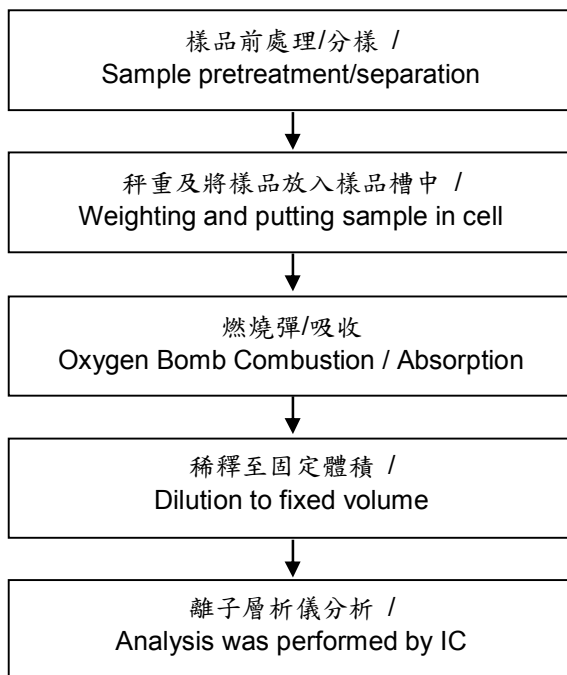 樣品前處理/分樣 /
Sample pretreatment/separation
秤重及將樣品放入樣品槽中 /
Weighting and putting sample in cell
燃燒彈/吸收
Oxygen Bomb Combustion / Absorption
稀釋至固定體積 /
Dilution to fixed volume
離子層析儀分析 /
Analysis was performed by IC